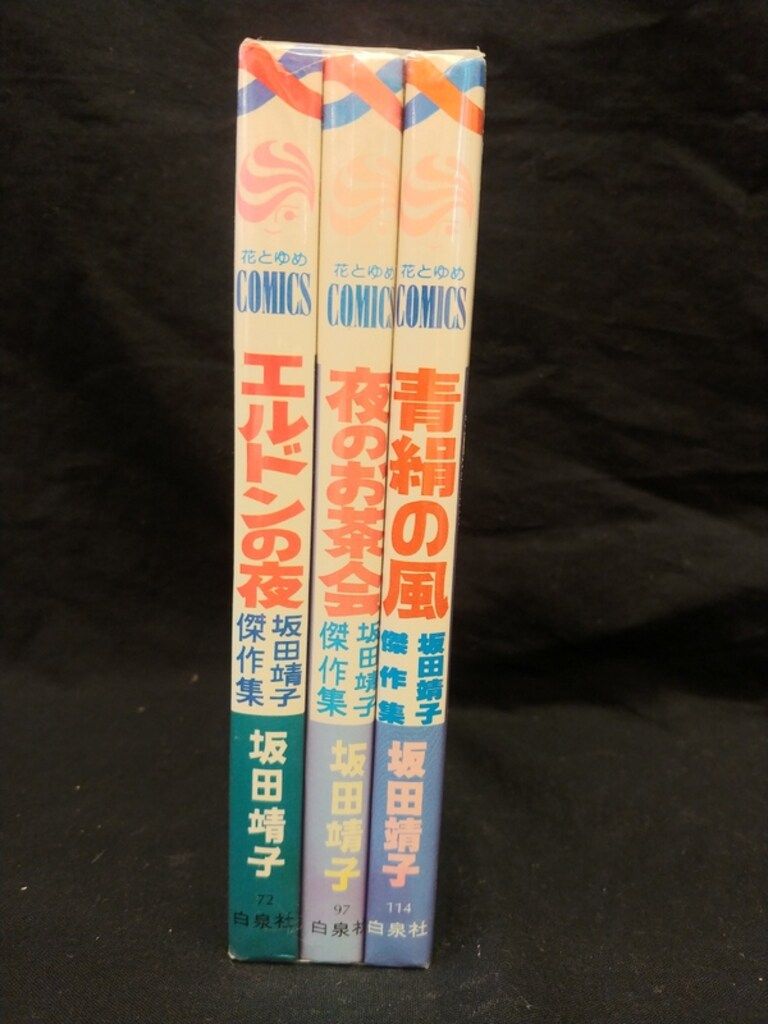 花とゆめ
COMICS
エルドンの夜
坂田靖子
傑作集
坂田靖子
72
白泉社
花とゆめ
COMICS
夜のお茶会
坂田靖子
傑作集
坂田靖子
97
白泉社
花とゆめ
COMICS
青絹の風
坂田靖子
傑作集
坂田靖子
114
白泉社